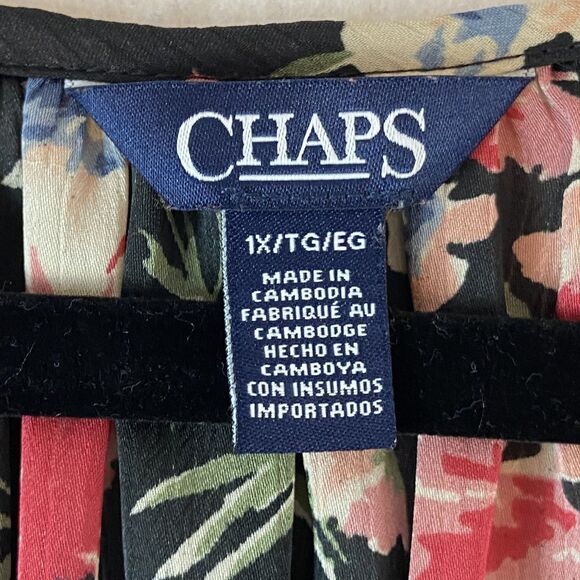 CHAPS
1X/TG/EG
MADE IN
CAMBODIA
FABRIQUÉ AU
CAMBODGE
HECHO EN
CAMBOYA
CON INSUMOS
IMPORTADOS